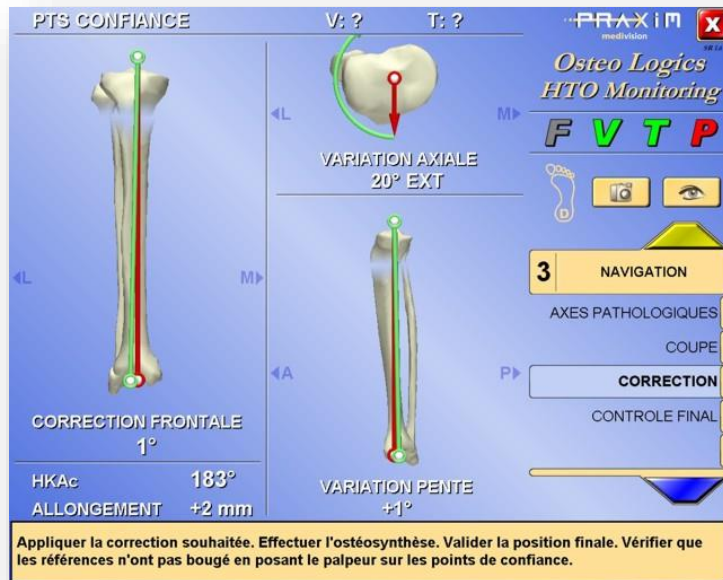 PTS CONFIANCE V: ? T: ?
PRAXiM
medivision
X
Osteo Logics
HTO Monitoring
F V T P
L M
VARIATION AXIALE
20° EXT
D
3 NAVIGATION
AXES PATHOLOGIQUES
COUPE
CORRECTION
CONTROLE FINAL
L M
A P
CORRECTION FRONTALE
1°
HKAc 183°
ALLONGEMENT +2 mm
VARIATION PENTE
+1°
Appliquer la correction souhaitée. Effectuer l'ostéosynthèse. Valider la position finale. Vérifier que
les références n'ont pas bougé en posant le palpeur sur les points de confiance.